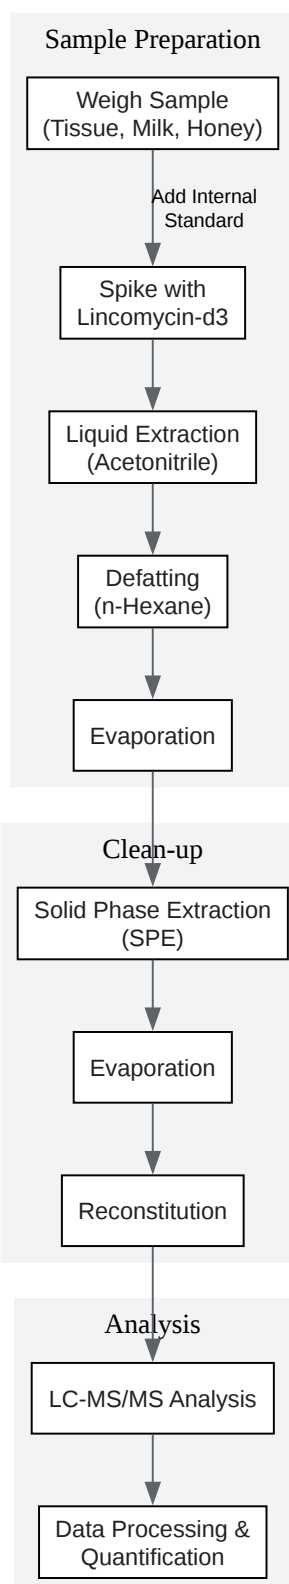 Sample Preparation
Weigh Sample
(Tissue, Milk, Honey)
Add Internal
Standard
Spike with
Lincomycin-d3
Liquid Extraction
(Acetonitrile)
Defatting
(n-Hexane)
Evaporation
Clean-up
Solid Phase Extraction
(SPE)
Evaporation
Reconstitution
Analysis
LC-MS/MS Analysis
Data Processing &
Quantification